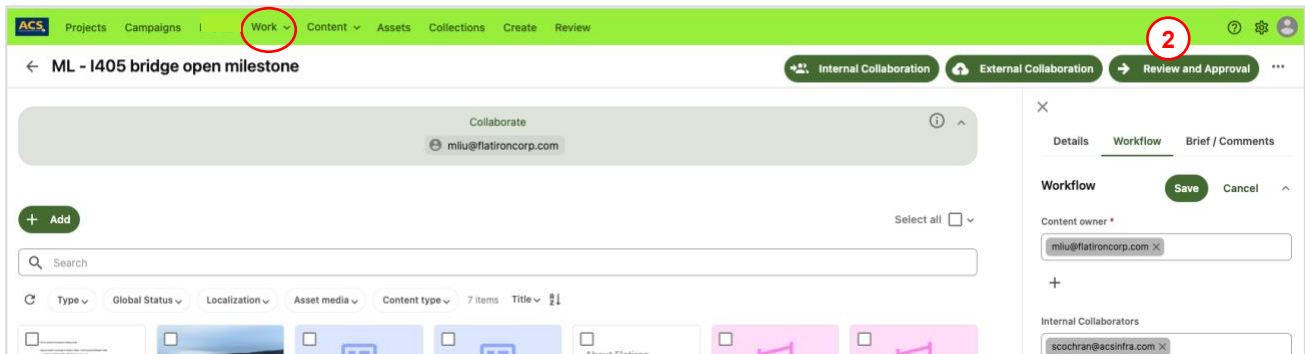 ACS Projects Campaigns Work Content Assets Collections Create Review
2
ML - I405 bridge open milestone
Internal Collaboration External Collaboration Review and Approval
Collaborate
mliu@flatironcorp.com
Details Workflow Brief / Comments
Workflow Save Cancel
+ Add
Select all
Content owner *
mliu@flatironcorp.com ×
Search
+
Type Global Status Localization Asset media Content type 7 items Title
Internal Collaborators
scochran@acsinfra.com ×
About Flatiron